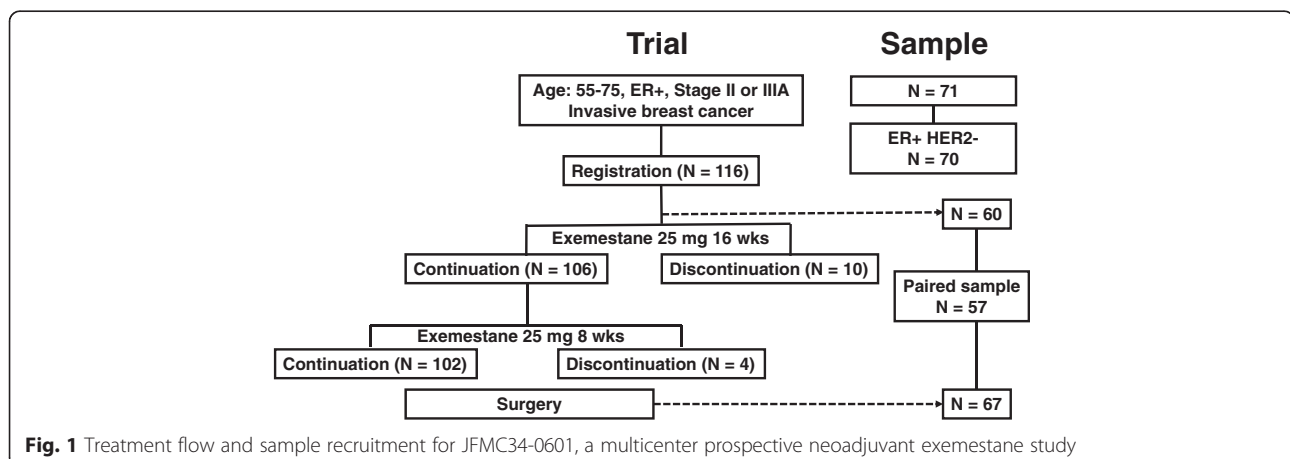 Trial
Sample
Age: 55-75, ER+, Stage II or IIIA
Invasive breast cancer
N = 71
ER+ HER2-
N = 70
Registration (N = 116)
N = 60
Exemestane 25 mg 16 wks
Continuation (N = 106)
Discontinuation (N = 10)
Paired sample
N = 57
Exemestane 25 mg 8 wks
Continuation (N = 102)
Discontinuation (N = 4)
Surgery
N = 67
Fig. 1 Treatment flow and sample recruitment for JFMC34-0601, a multicenter prospective neoadjuvant exemestane study